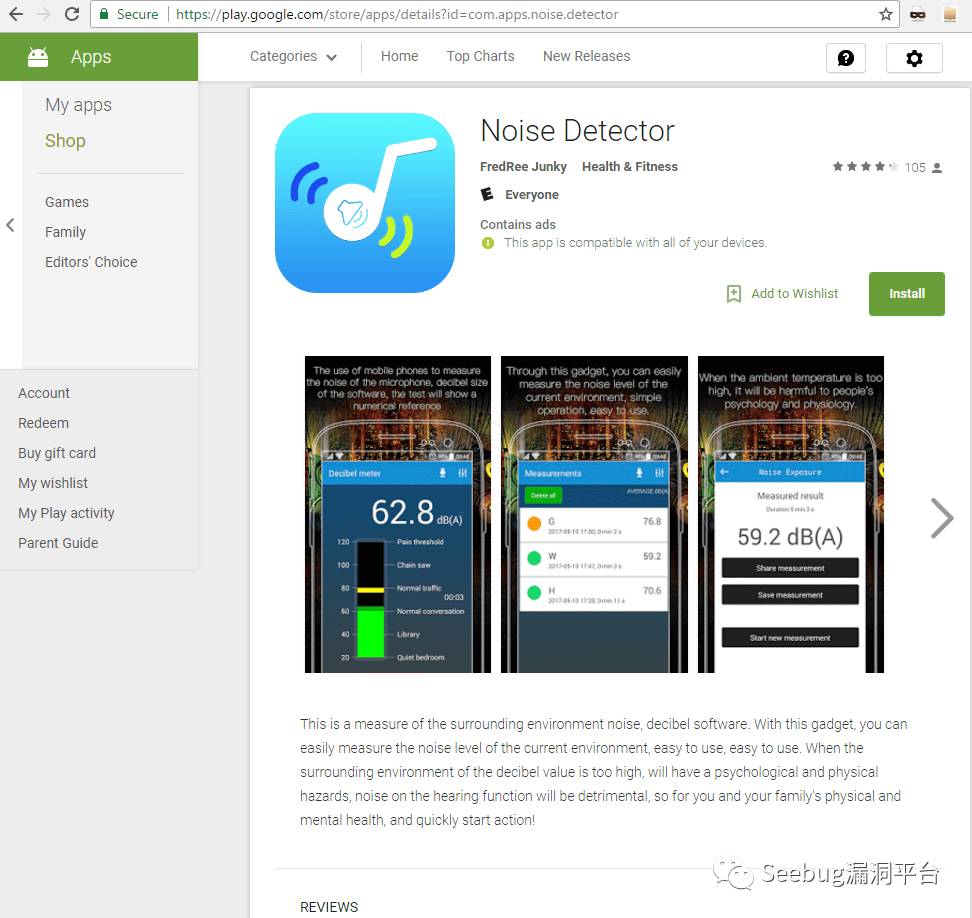 Secure
https://play.google.com/store/apps/details?id=com.apps.noise.detector
Apps
Categories
Home
Top Charts
New Releases
My apps
Shop
Games
Family
Editors' Choice
Account
Redeem
Buy gift card
My wishlist
My Play activity
Parent Guide
Noise Detector
FredRee Junky Health & Fitness
105
E Everyone
Contains ads
This app is compatible with all of your devices.
Add to Wishlist
Install
The use of mobile phones to measure
the noise of the microphone, decibel size
of the software, the test will show a
numerical reference
Decibel meter
62.8 dB(A)
120 Pain threshold
100 Chain saw
80 Normal traffic
00:03
60 Normal conversation
40 Library
20 Quiet bedroom
Through this gadget, you can easily
measure the noise level of the
current environment, simple
operation, easy to use.
Measurements
Delete all
AVERAGE dB(A
G 76.8
2017-05-10 17:50, 0 min 2 s
W 59.2
2017-05-10 17:47, 0 min 3 s
H 70.6
2017-05-10 17:28, 0 min 11 s
When the ambient temperature is too
high, it will be harmful to people's
psychology and physiology.
Noise Exposure
Measured result
Duration 0 min 3 s
59.2 dB(A)
Share measurement
Save measurement
Start new measurement
This is a measure of the surrounding environment noise, decibel software. With this gadget, you can
easily measure the noise level of the current environment, easy to use, easy to use. When the
surrounding environment of the decibel value is too high, will have a psychological and physical
hazards, noise on the hearing function will be detrimental, so for you and your family's physical and
mental health, and quickly start action!
Seebug漏洞平台
REVIEWS